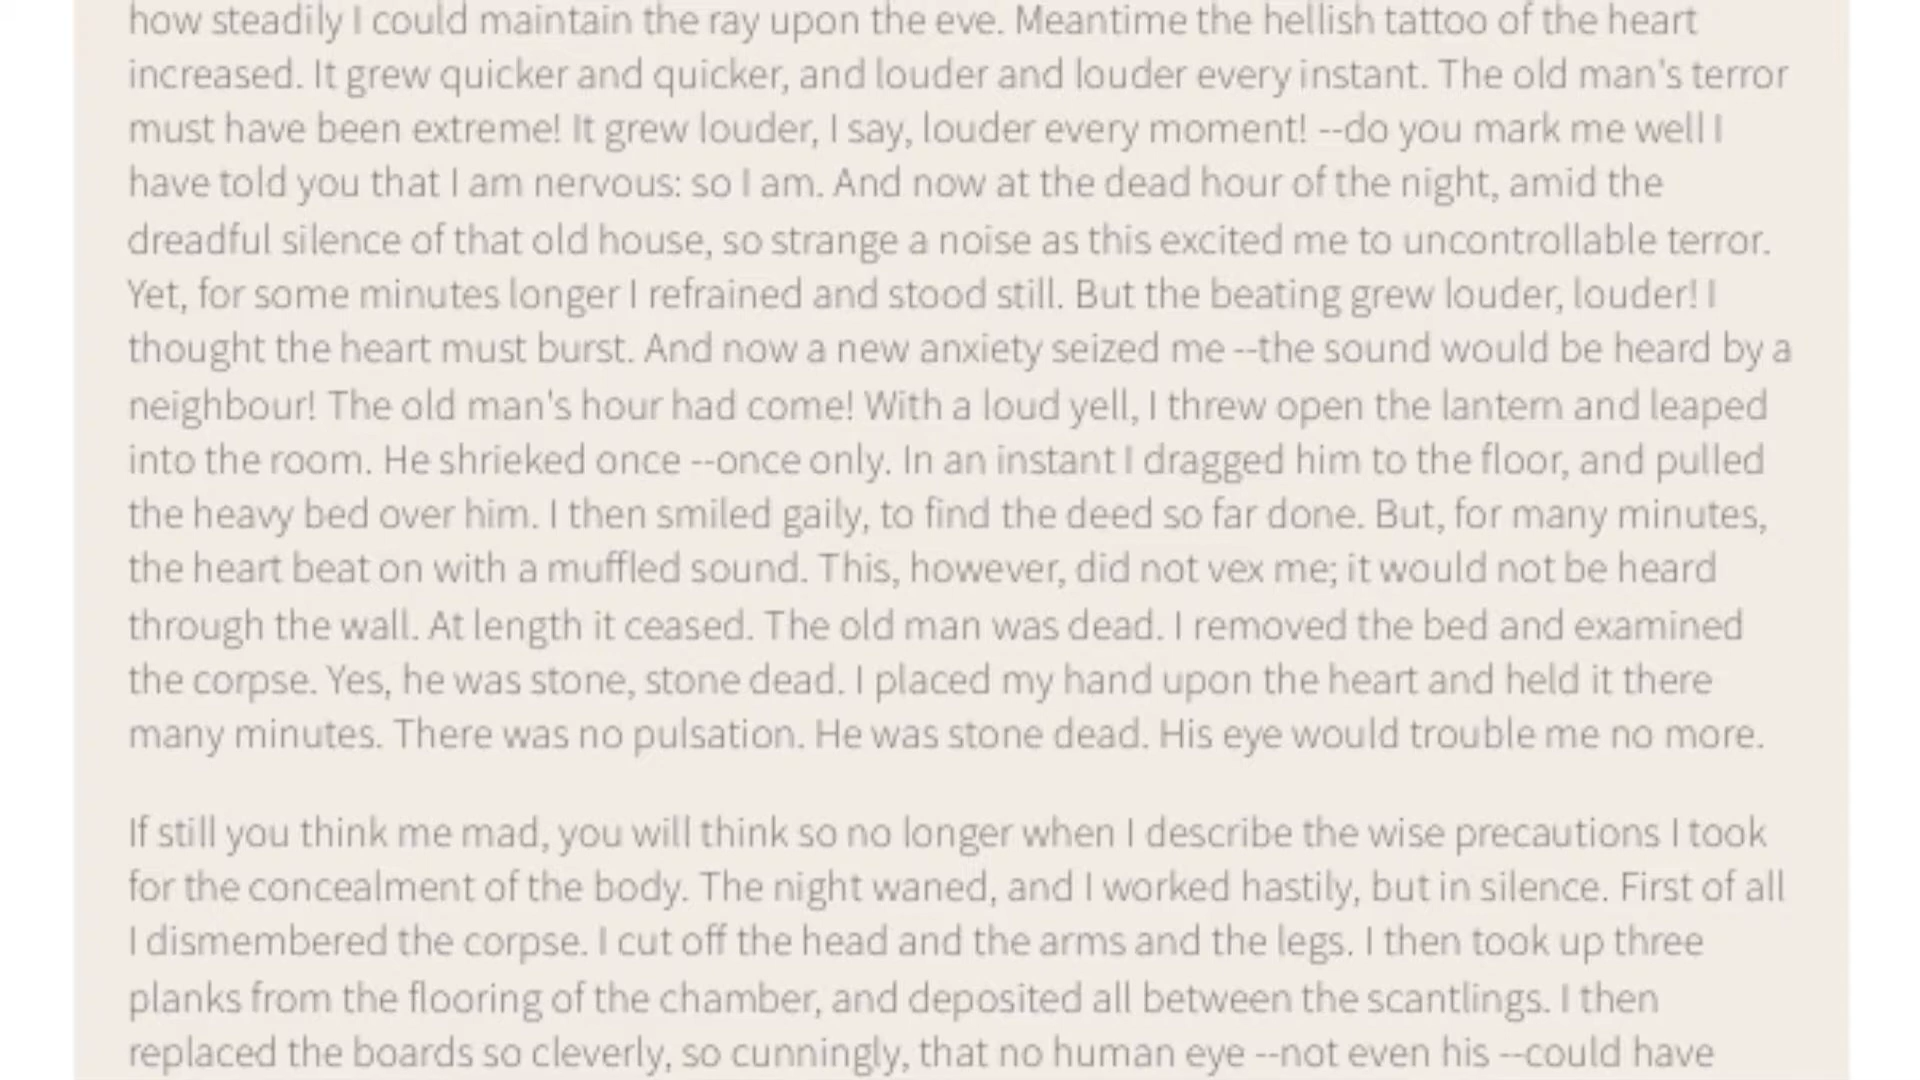 how steadily I could maintain the ray upon the eve. Meantime the hellish tattoo of the heart
increased. It grew quicker and quicker, and louder and louder every instant. The old man's terror
must have been extreme! It grew louder, I say, louder every moment! --do you mark me well I
have told you that I am nervous: so I am. And now at the dead hour of the night, amid the
dreadful silence of that old house, so strange a noise as this excited me to uncontrollable terror.
Yet, for some minutes longer I refrained and stood still. But the beating grew louder, louder! I
thought the heart must burst. And now a new anxiety seized me --the sound would be heard by a
neighbour! The old man's hour had come! With a loud yell, I threw open the lantern and leaped
into the room. He shrieked once --once only. In an instant I dragged him to the floor, and pulled
the heavy bed over him. I then smiled gaily, to find the deed so far done. But, for many minutes,
the heart beat on with a muffled sound. This, however, did not vex me; it would not be heard
through the wall. At length it ceased. The old man was dead. I removed the bed and examined
the corpse. Yes, he was stone, stone dead. I placed my hand upon the heart and held it there
many minutes. There was no pulsation. He was stone dead. His eye would trouble me no more.
If still you think me mad, you will think so no longer when I describe the wise precautions I took
for the concealment of the body. The night waned, and I worked hastily, but in silence. First of all
I dismembered the corpse. I cut off the head and the arms and the legs. I then took up three
planks from the flooring of the chamber, and deposited all between the scantlings. I then
replaced the boards so cleverly, so cunningly, that no human eye --not even his --could have